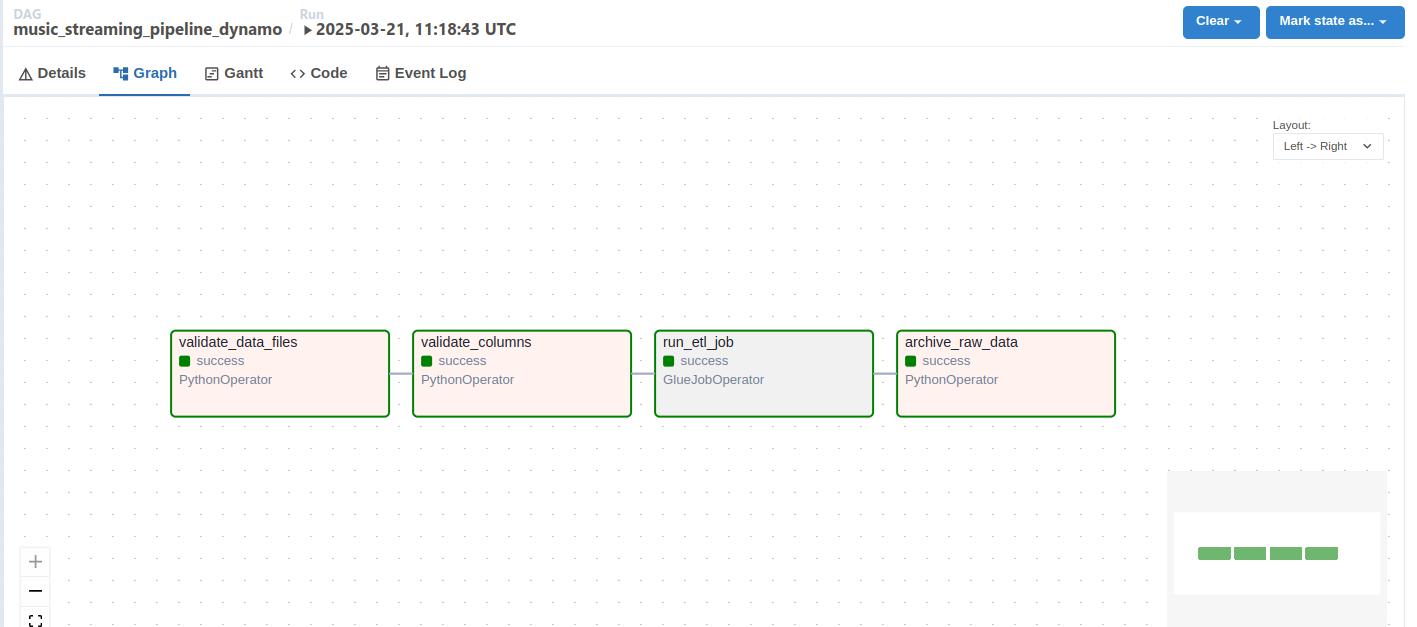 DAG
music_streaming_pipeline_dynamo
/
Run
2025-03-21, 11:18:43 UTC
Clear
Mark state as...
Details
Graph
Gantt
Code
Event Log
Layout:
Left -> Right
validate_data_files
success
PythonOperator
validate_columns
success
PythonOperator
run_etl_job
success
GlueJobOperator
archive_raw_data
success
PythonOperator